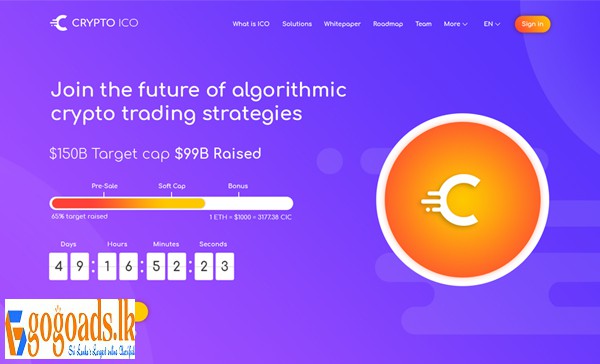 CRYPTO ICO
What is ICO Solutions Whitepaper Roadmap Team More EN Sign in
Join the future of algorithmic
crypto trading strategies
$150B Target cap $99B Raised
Pre-Sale Soft Cap Bonus
65% target raised 1 ETH = $1000 = 3177.38 CIC
Days Hours Minutes Seconds
4 9 : 1 6 : 5 2 : 2 3
gogoads.lk
Sri Lanka's Largest online Classifieds